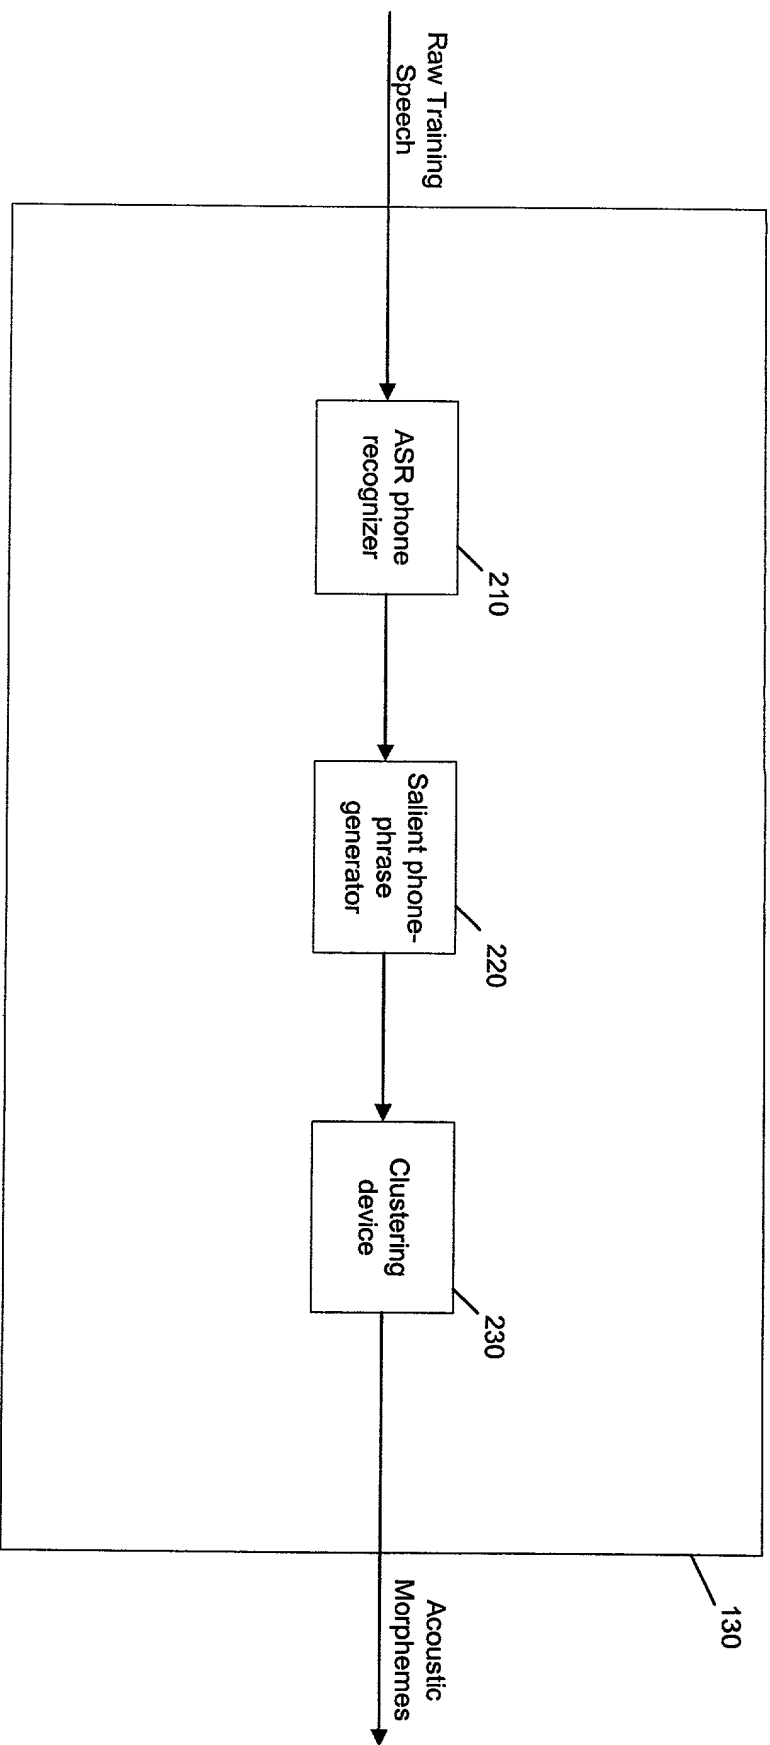 Raw Training
Speech
ASR phone
recognizer
210
Salient phone-
phrase
generator
220
Clustering
device
230
130
Acoustic
Morphemes